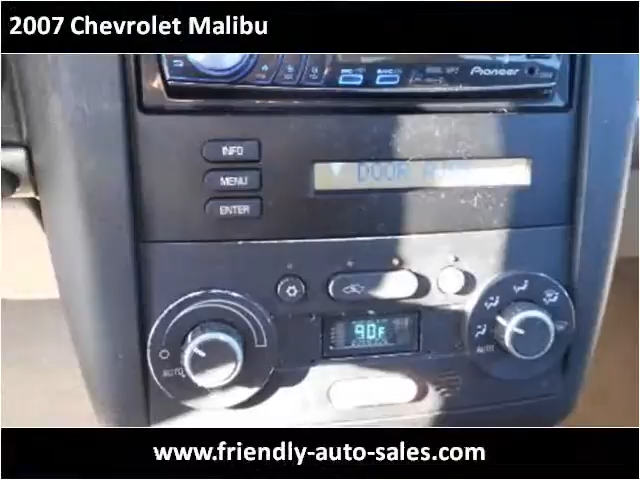 2007 Chevrolet Malibu
Pioneer
INFO
DOOR
MENU
ENTER
90F
AUTO
AUTO
www.friendly-auto-sales.com